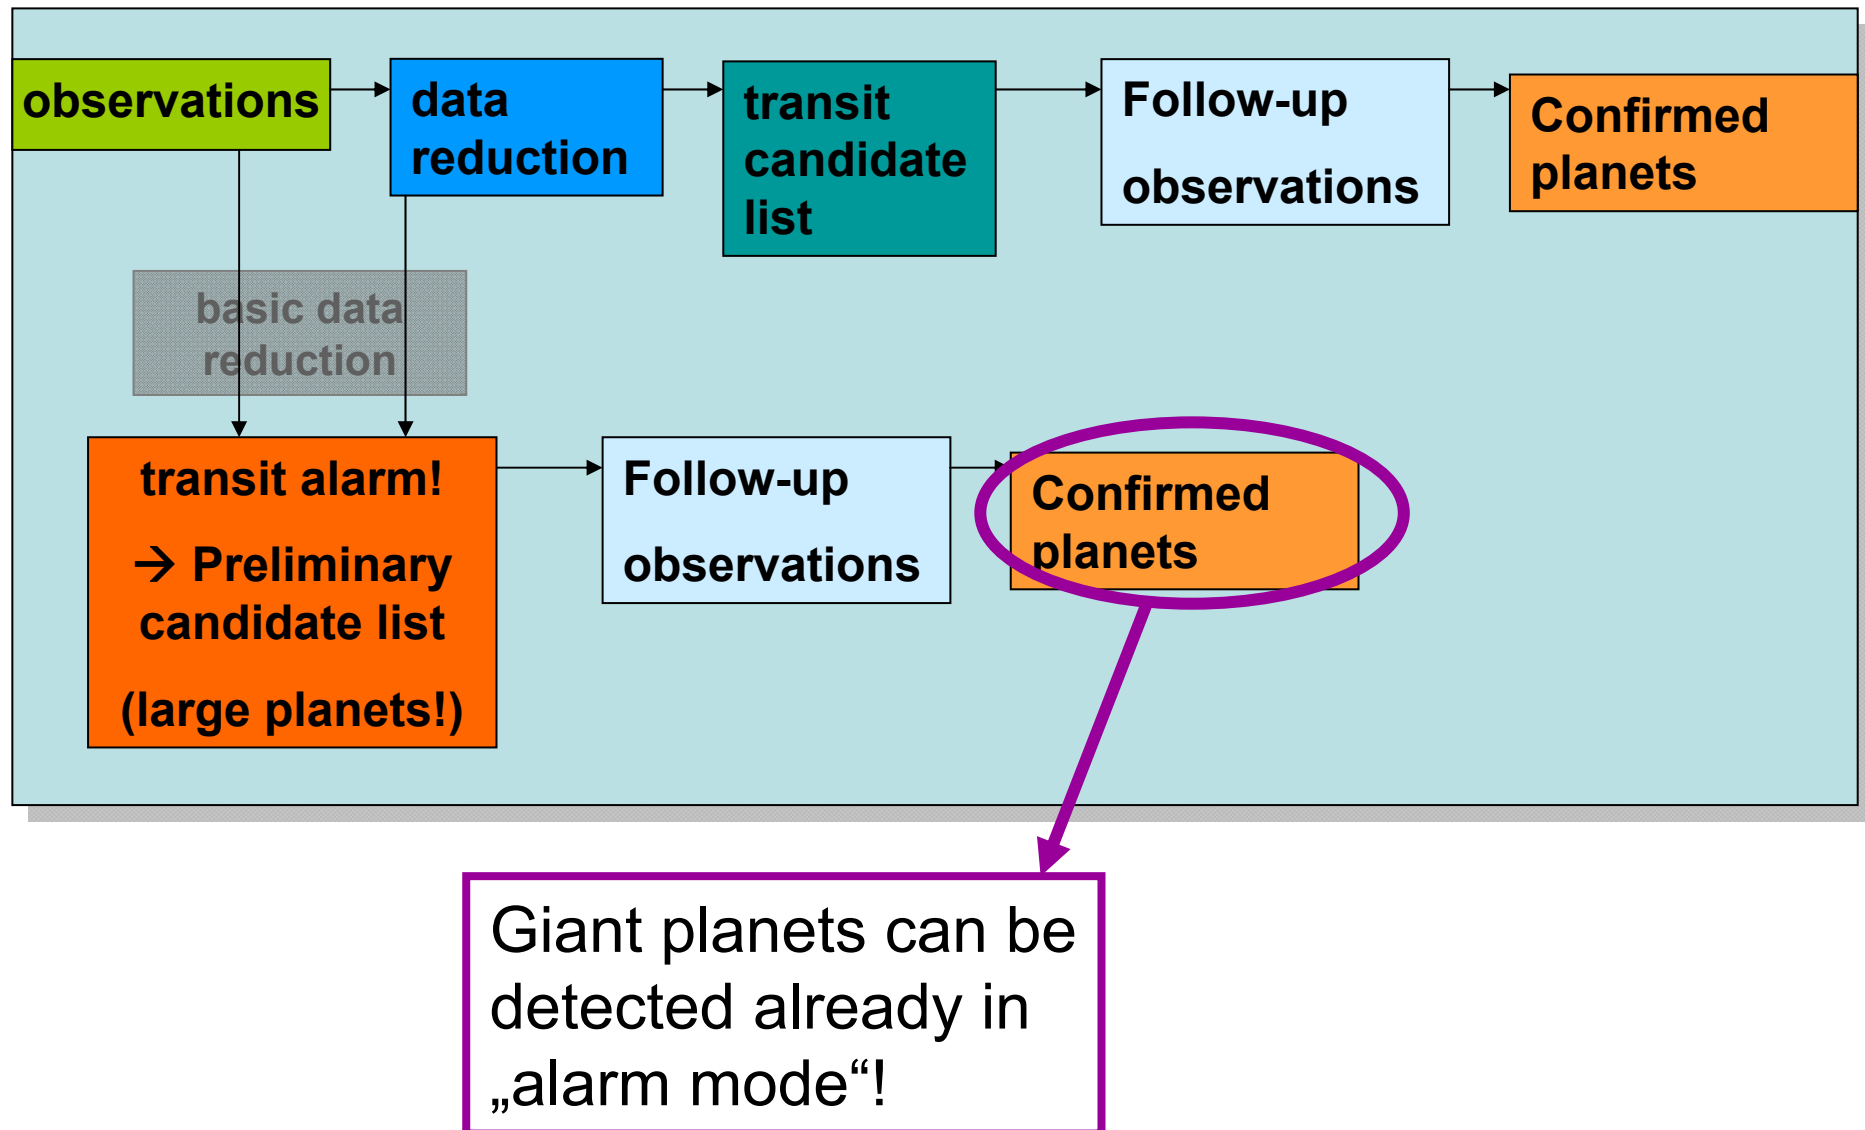 observations
data
reduction
transit
candidate
list
Follow-up
observations
Confirmed
planets
basic data
reduction
transit alarm!
→ Preliminary
candidate list
(large planets!)
Follow-up
observations
Confirmed
planets
Giant planets can be
detected already in
„alarm mode“!